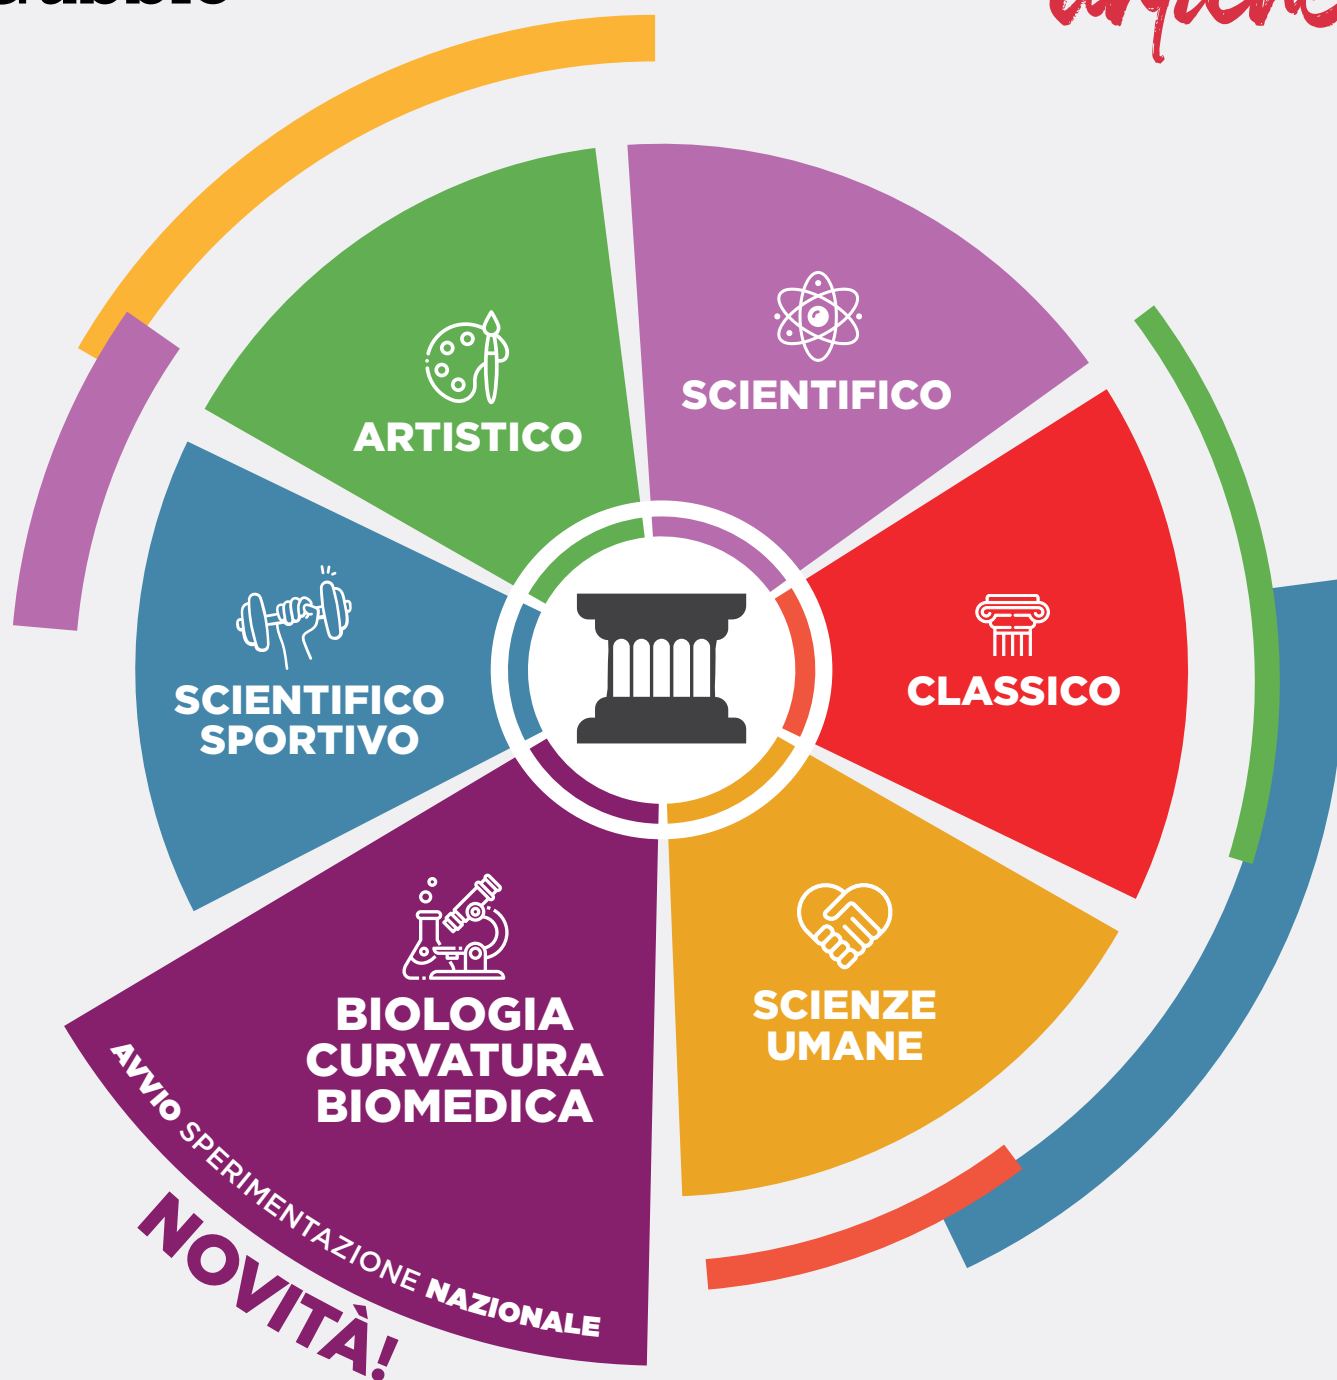 ARTISTICO
SCIENTIFICO
CLASSICO
SCIENTIFICO
SPORTIVO
SCIENZE
UMANE
BIOLOGIA
CURVATURA
BIOMEDICA
AVVIO SPERIMENTAZIONE NAZIONALE
NOVITÀ!